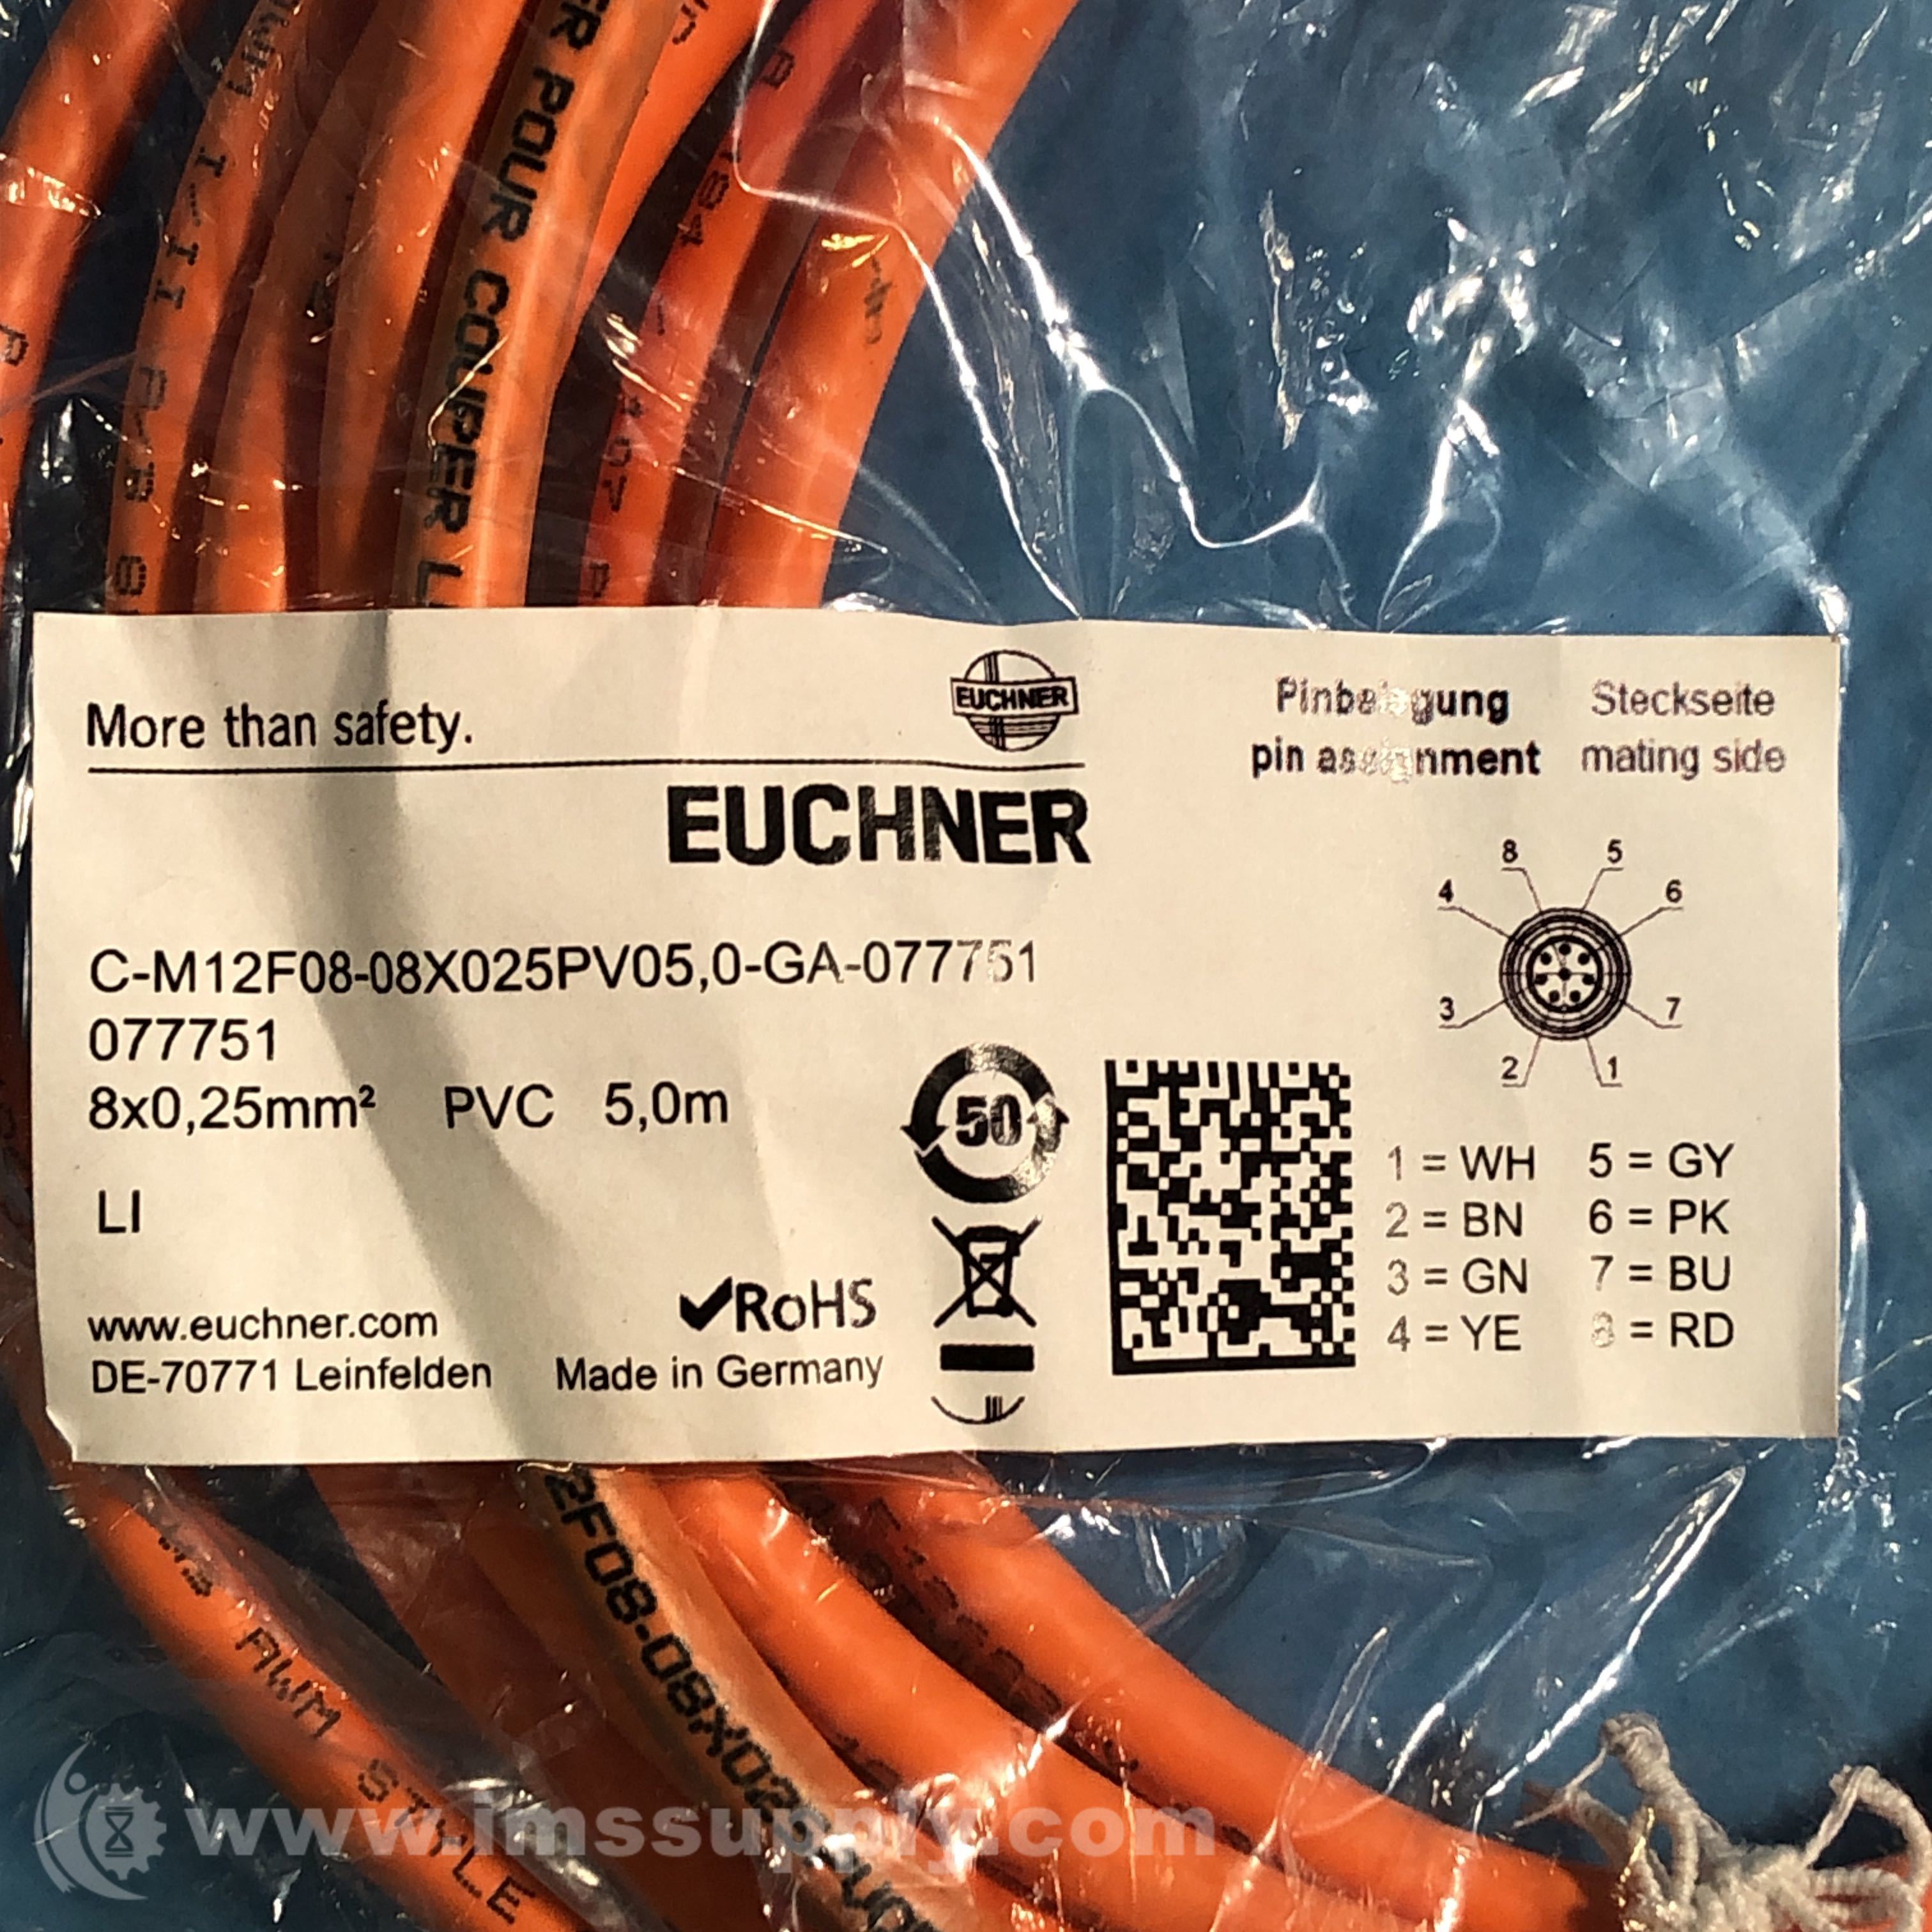 POUR COUPER L
More than safety.
EUCHNER
EUCHNER
C-M12F08-08X025PV05,0-GA-077751
077751
8x0,25mm² PVC 5,0m
LI
50
✔RoHS
www.euchner.com
DE-70771 Leinfelden Made in Germany
Pinbelegung Steckseite
pin assignment mating side
8 5
4 6
3 7
2 1
1 = WH 5 = GY
2 = BN 6 = PK
3 = GN 7 = BU
4 = YE 8 = RD
2F08-08X02
AWM STYLE
www.imssupply.com